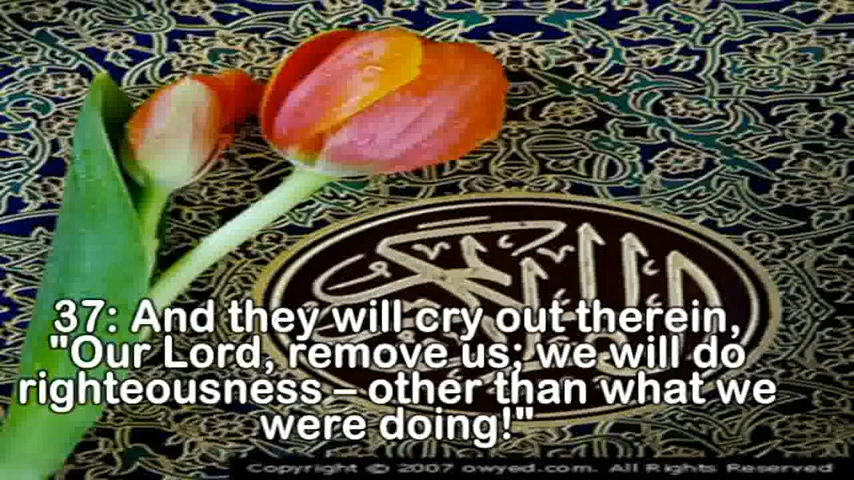 37: And they will cry out therein,
"Our Lord, remove us; we will do
righteousness – other than what we
were doing!"
Copyright © 2007 owyed.com. All Rights Reserved